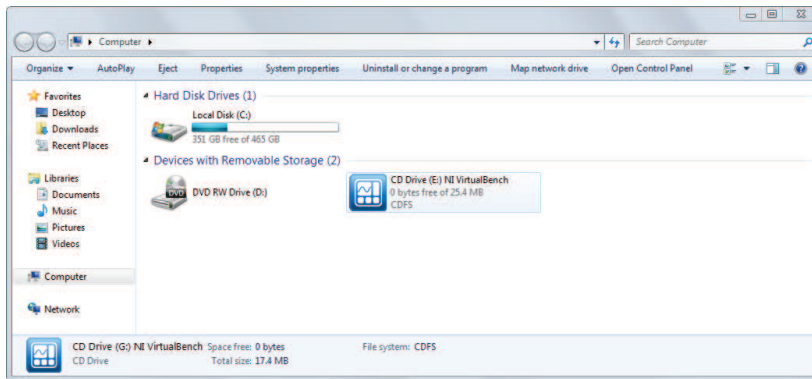 Computer
Search Computer
Organize AutoPlay Eject Properties System properties Uninstall or change a program Map network drive Open Control Panel
Favorites
Desktop
Downloads
Recent Places
Libraries
Documents
Music
Pictures
Videos
Computer
Network
Hard Disk Drives (1)
Local Disk (C:)
351 GB free of 465 GB
Devices with Removable Storage (2)
DVD RW Drive (D:)
DVD
CD Drive (E:) NI VirtualBench
0 bytes free of 25.4 MB
CDFS
CD Drive (G:) NI VirtualBench Space free: 0 bytes File system: CDFS
CD Drive Total size: 17.4 MB